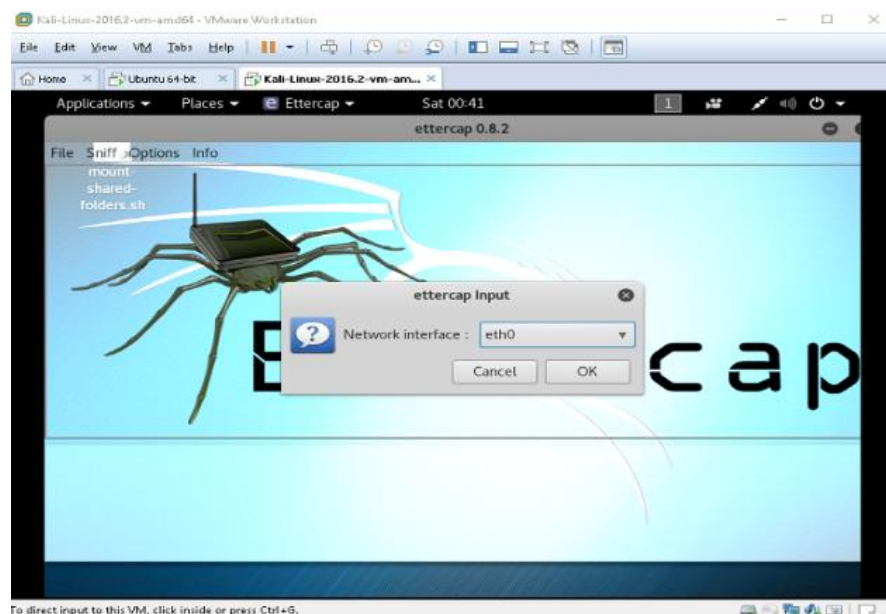 Kali-Linux-2016.2-vm-amd64 - VMware Workstation
File Edit View VM Tabs Help
Home Ubuntu 64-bit Kali-Linux-2016.2-vm-am...
Applications Places Ettercap Sat 00:41 1
ettercap 0.8.2
File Sniff Options Info
mount-
shared-
folders.sh
ettercap Input
Network interface : eth0
Cancel OK
E cap
To direct input to this VM, click inside or press Ctrl+G.